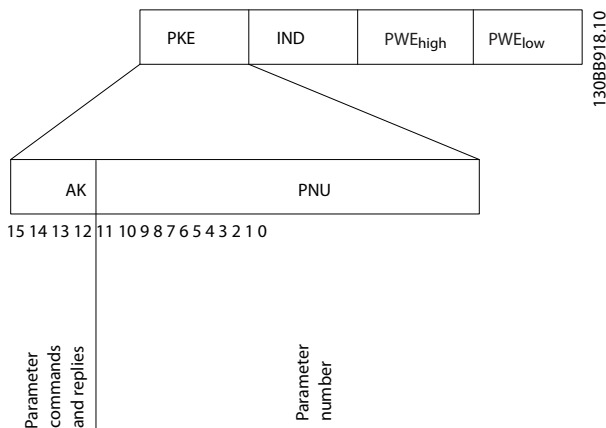 PKE IND PWEhigh PWElow
130BB918.10
AK PNU
15 14 13 12 11 10 9 8 7 6 5 4 3 2 1 0
Parameter
commands
and replies
Parameter
number